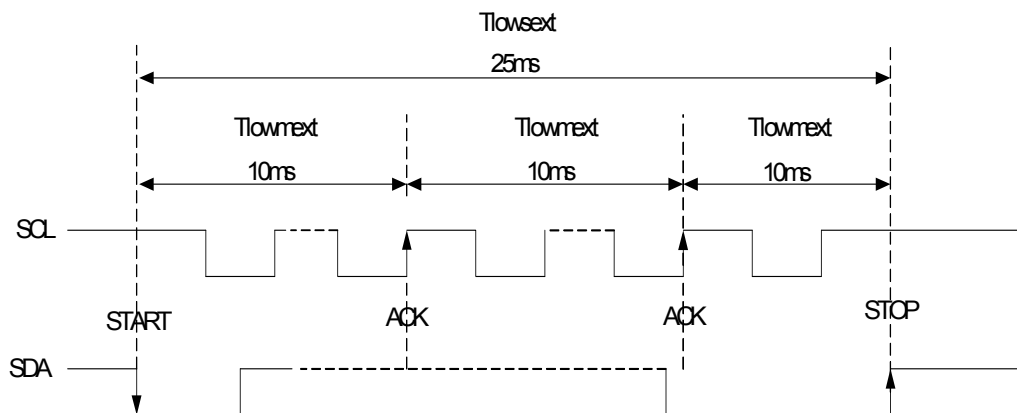 Tlowsext
25ms
Tlowmext Tlowmext Tlowmext
10ms 10ms 10ms
SCL
START ACK ACK STOP
SDA